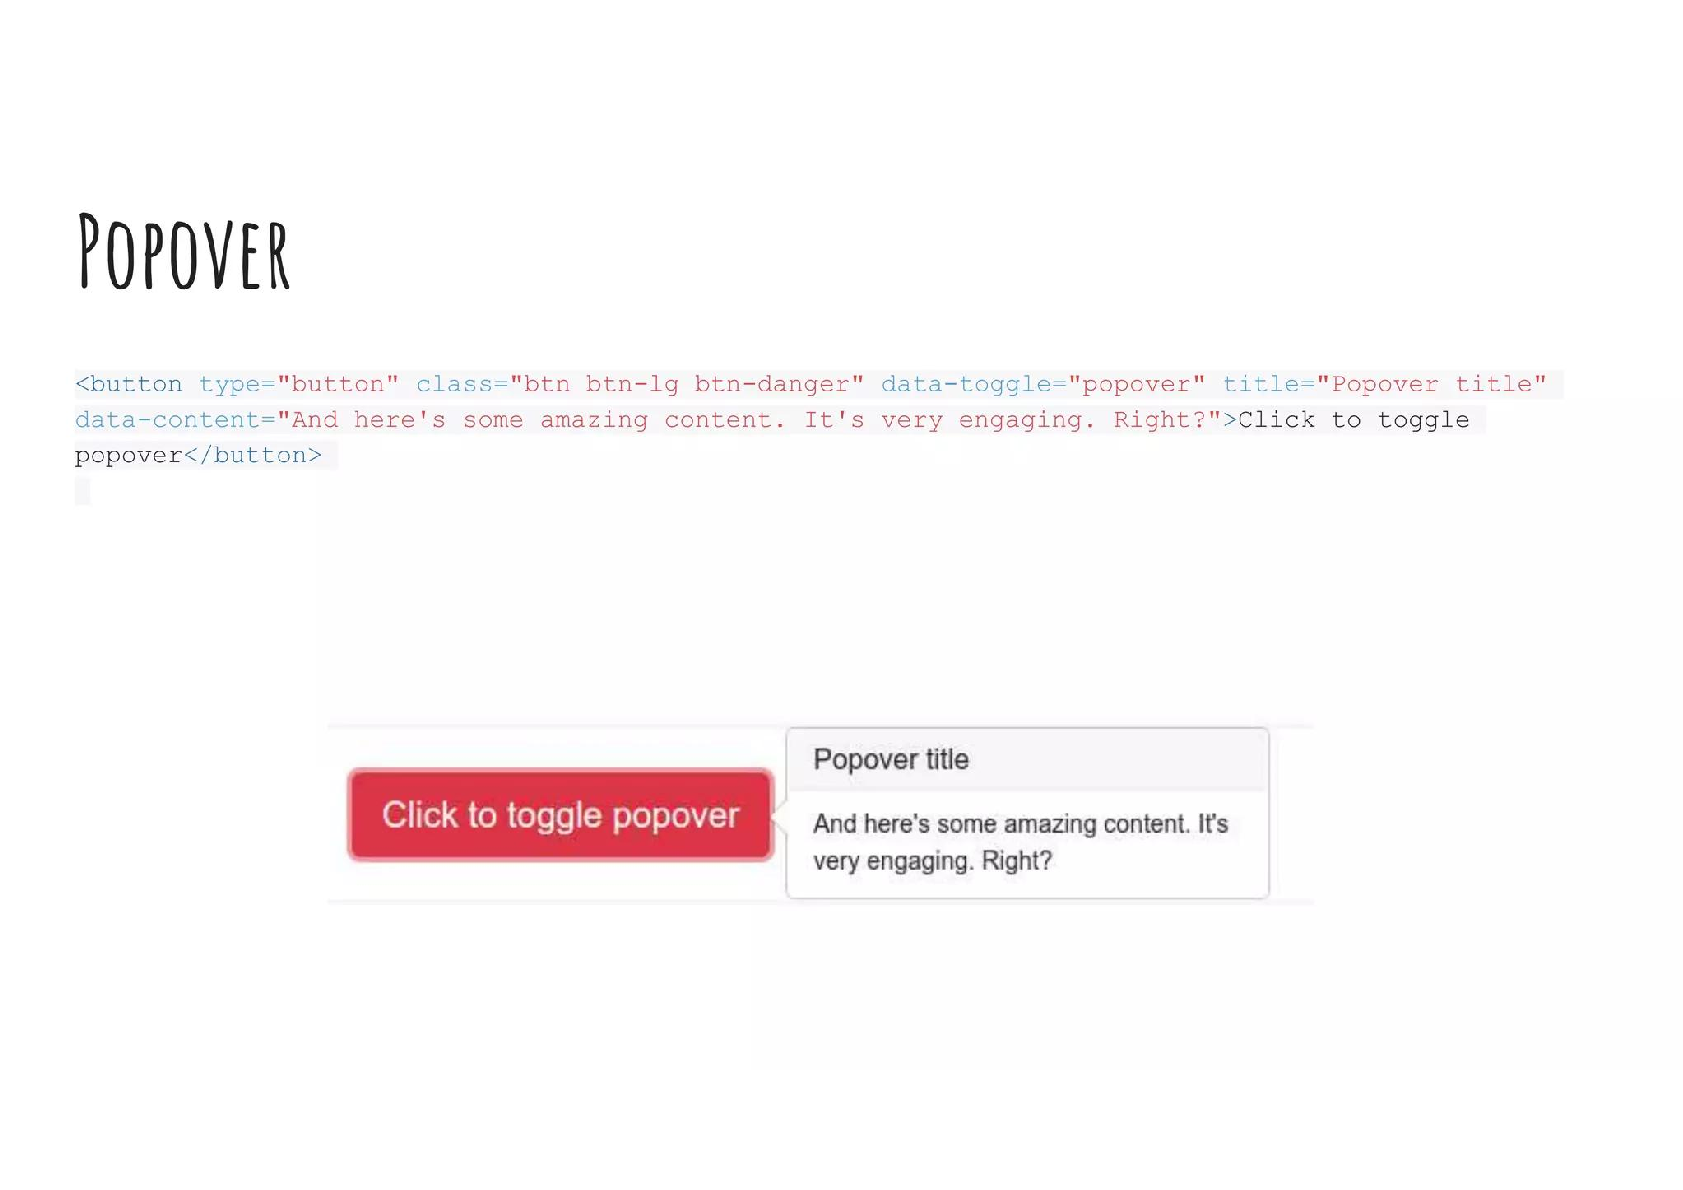 Popover
<button type="button" class="btn btn-lg btn-danger" data-toggle="popover" title="Popover title"
data-content="And here's some amazing content. It's very engaging. Right?">Click to toggle
popover</button>
Popover title
Click to toggle popover
And here's some amazing content. It's
very engaging. Right?